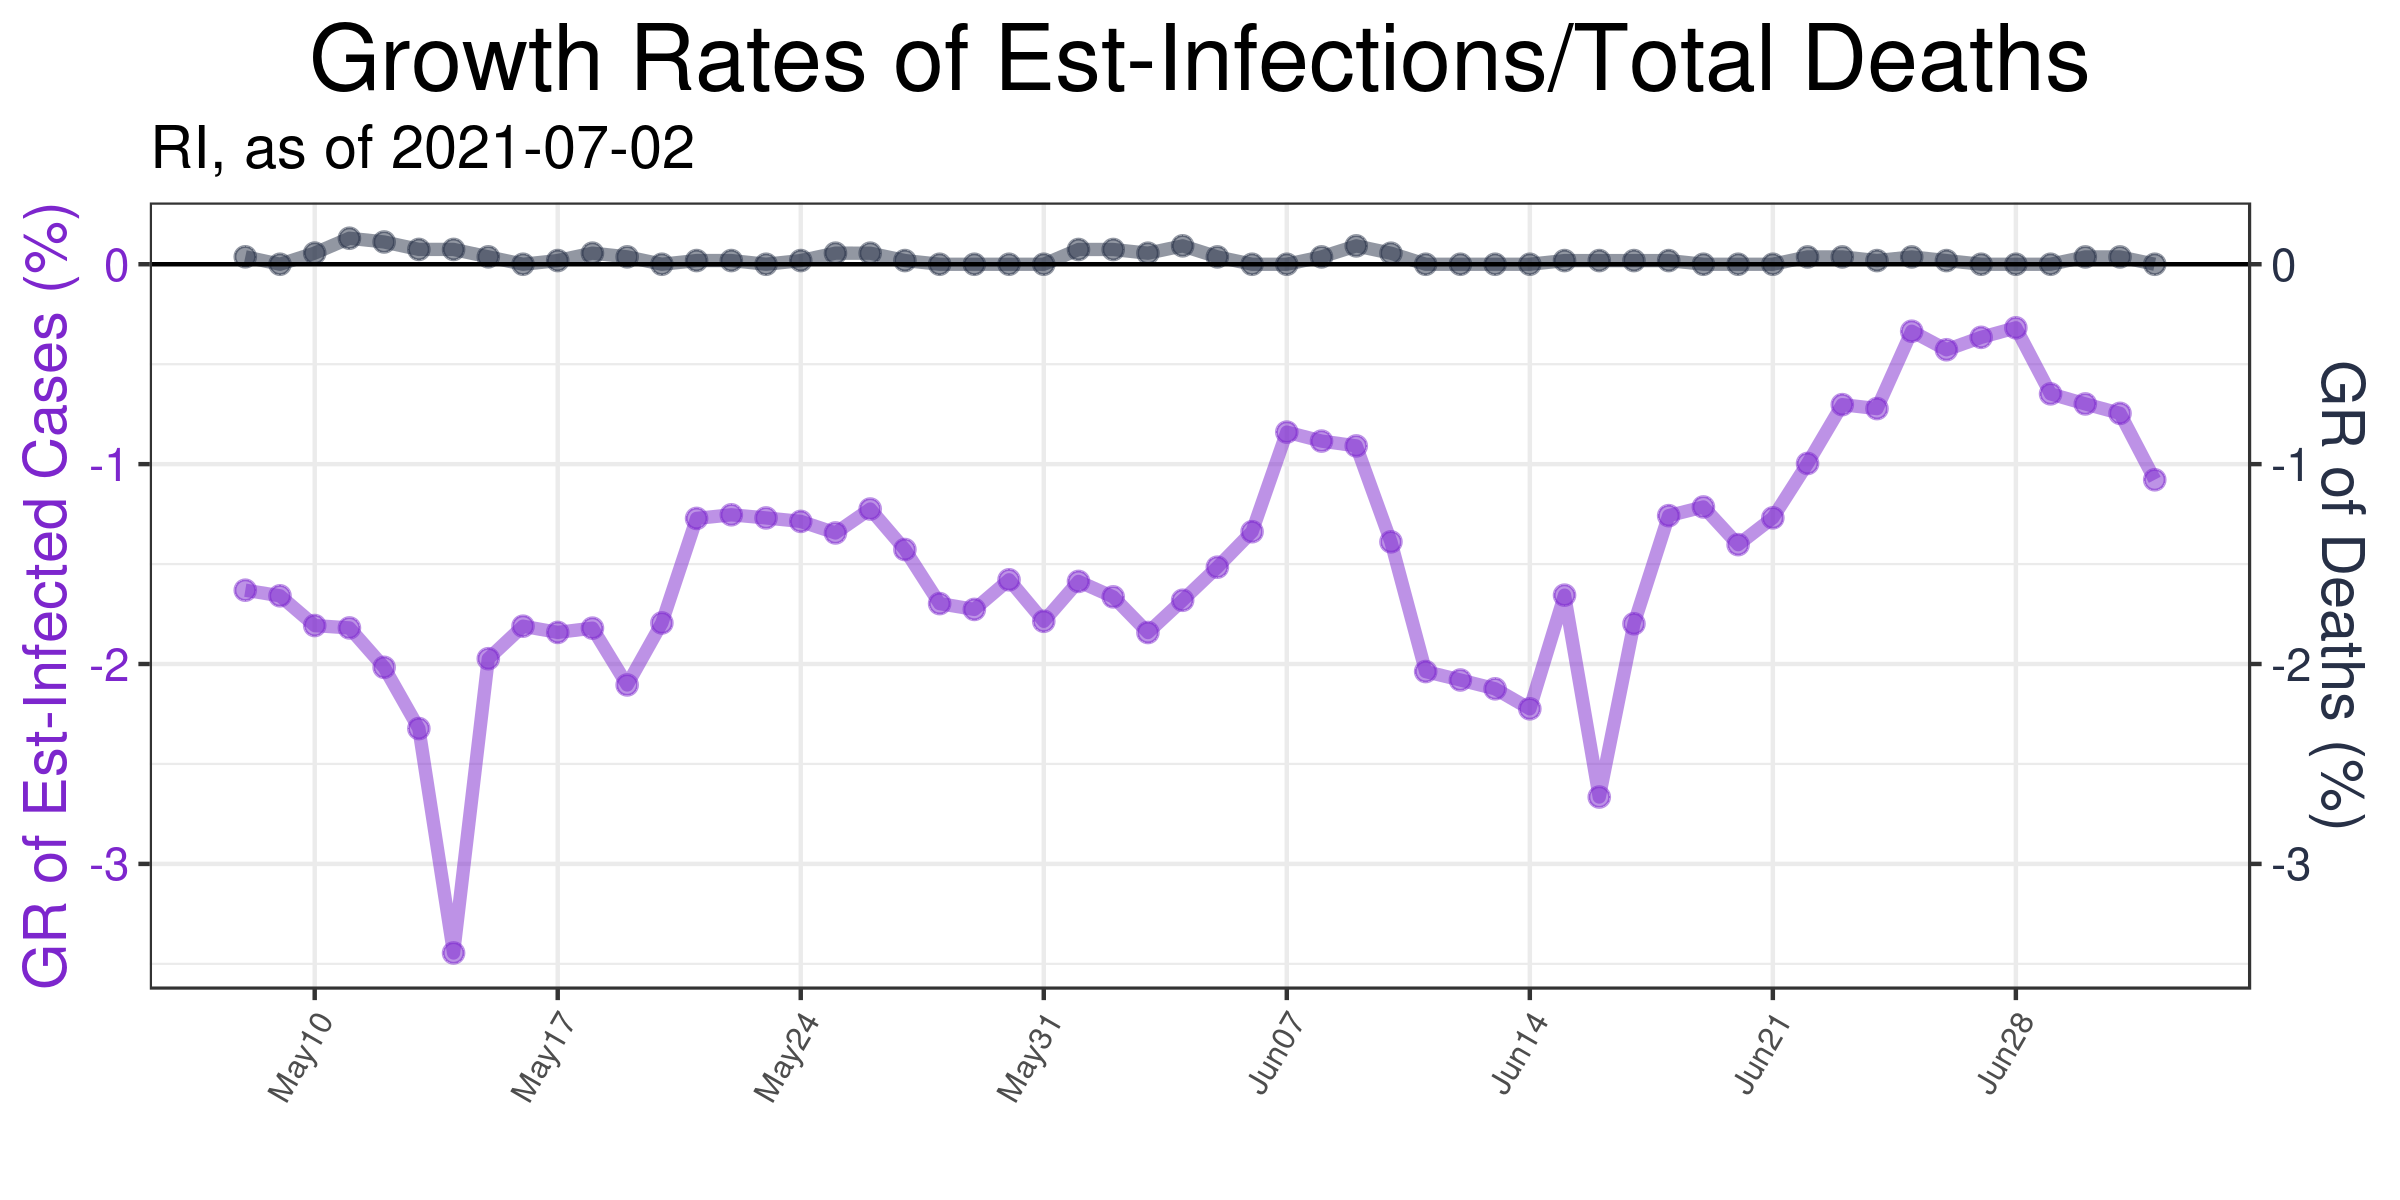 Growth Rates of Est-Infections/Total Deaths
RI, as of 2021-07-02
GR of Est-Infected Cases (%)
0
-1
-2
-3
0
-1
-2
-3
GR of Deaths (%)
May10
May17
May24
May31
Jun07
Jun14
Jun21
Jun28